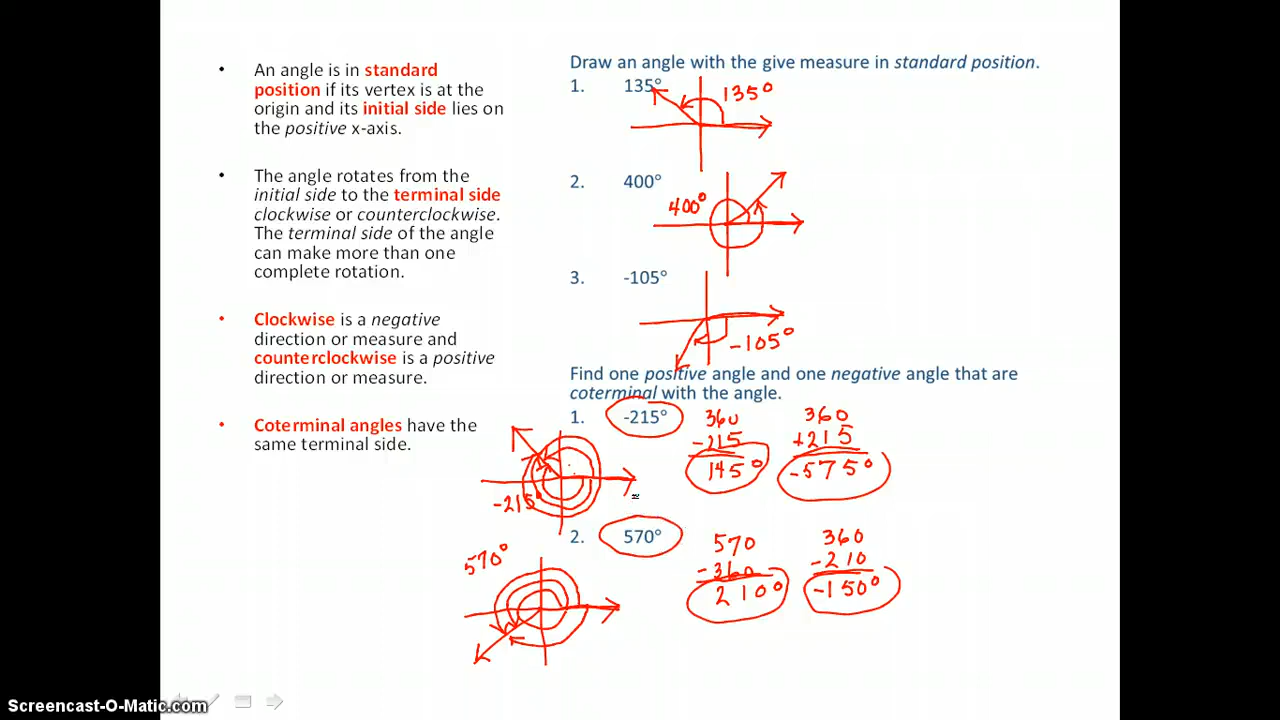 • An angle is in standard
position if its vertex is at the
origin and its initial side lies on
the positive x-axis.
• The angle rotates from the
initial side to the terminal side
clockwise or counterclockwise.
The terminal side of the angle
can make more than one
complete rotation.
• Clockwise is a negative
direction or measure and
counterclockwise is a positive
direction or measure.
• Coterminal angles have the
same terminal side.
Draw an angle with the give measure in standard position.
1. 135°
135°
2. 400°
400°
3. -105°
-105°
Find one positive angle and one negative angle that are
coterminal with the angle.
1. -215°
360
-215
145°
360
+215
-575°
-215°
2. 570°
570
-360
210°
360
-210
-150°
570°
Screencast-O-Matic.com